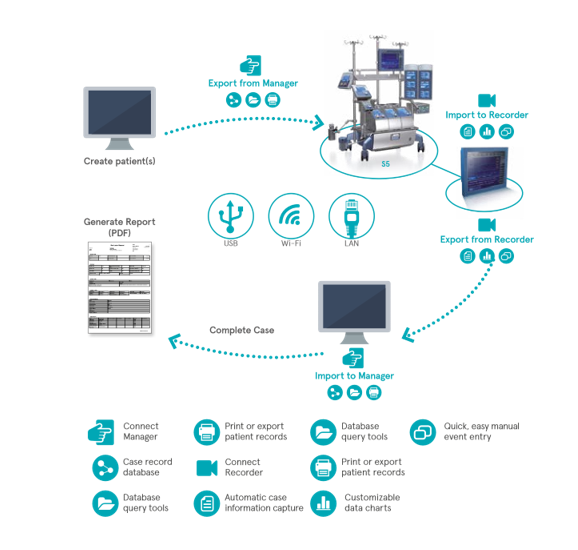 Export from Manager
Import to Recorder
Create patient(s)
S5
Generate Report
(PDF)
USB
Wi-Fi
LAN
Export from Recorder
Complete Case
Import to Manager
Connect
Manager
Print or export
patient records
Database
query tools
Quick, easy manual
event entry
Case record
database
Connect
Recorder
Print or export
patient records
Database
query tools
Automatic case
information capture
Customizable
data charts